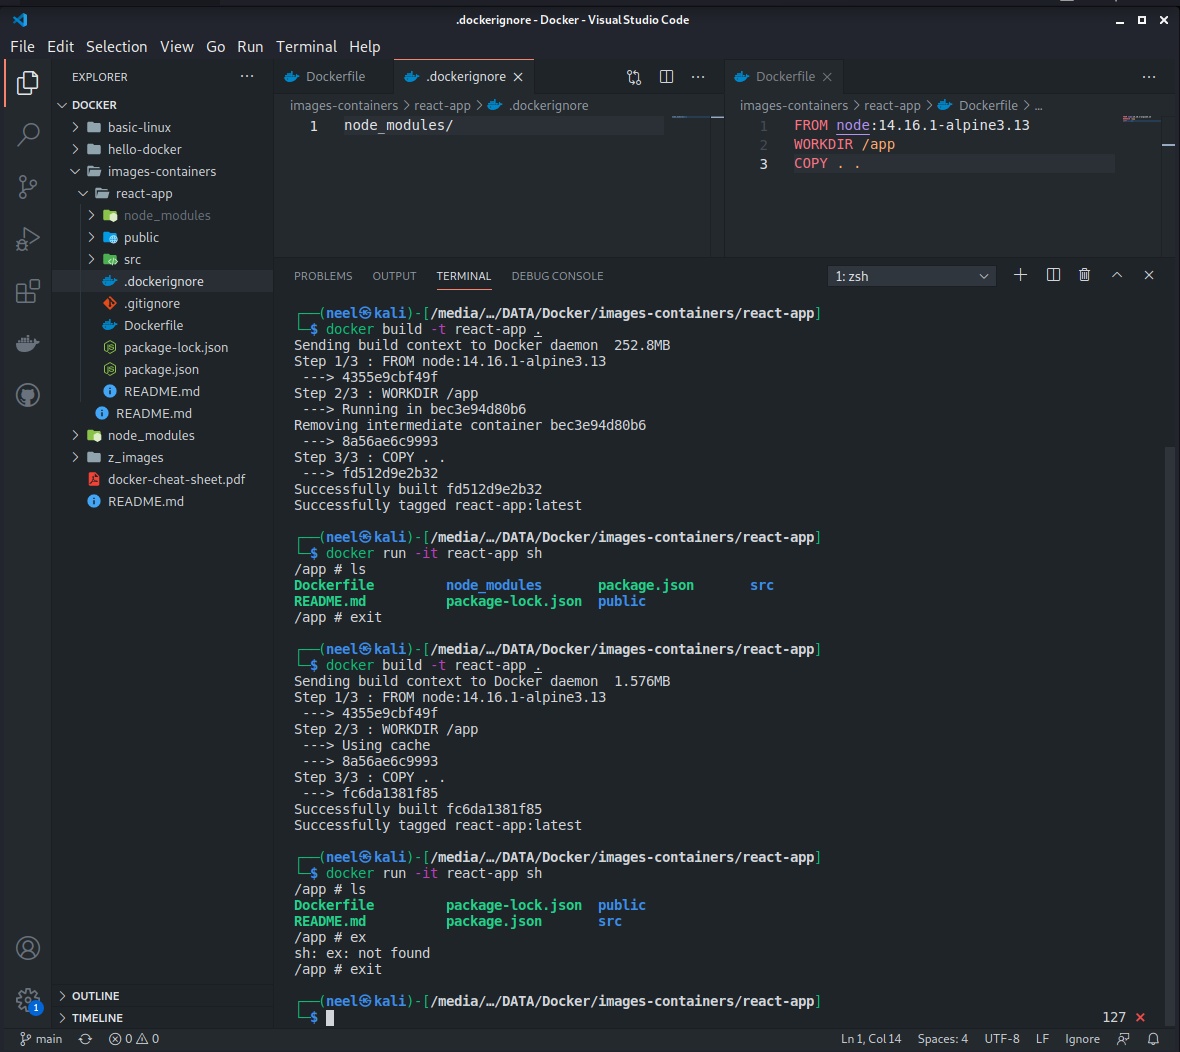 .dockerignore - Docker - Visual Studio Code
File Edit Selection View Go Run Terminal Help
EXPLORER
DOCKER
basic-linux
hello-docker
images-containers
react-app
node_modules
public
src
.dockerignore
.gitignore
Dockerfile
package-lock.json
package.json
README.md
README.md
node_modules
z_images
docker-cheat-sheet.pdf
README.md
OUTLINE
TIMELINE
Dockerfile .dockerignore
images-containers > react-app > .dockerignore
1 node_modules/
Dockerfile
images-containers > react-app > Dockerfile > ...
1 FROM node:14.16.1-alpine3.13
2 WORKDIR /app
3 COPY . .
PROBLEMS OUTPUT TERMINAL DEBUG CONSOLE 1: zsh
┌──(neel㉿kali)-[/media/…/DATA/Docker/images-containers/react-app]
└─$ docker build -t react-app .
Sending build context to Docker daemon  252.8MB
Step 1/3 : FROM node:14.16.1-alpine3.13
 ---> 4355e9cbf49f
Step 2/3 : WORKDIR /app
 ---> Running in bec3e94d80b6
Removing intermediate container bec3e94d80b6
 ---> 8a56ae6c9993
Step 3/3 : COPY . .
 ---> fd512d9e2b32
Successfully built fd512d9e2b32
Successfully tagged react-app:latest
┌──(neel㉿kali)-[/media/…/DATA/Docker/images-containers/react-app]
└─$ docker run -it react-app sh
/app # ls
Dockerfile node_modules package.json src
README.md package-lock.json public
/app # exit
┌──(neel㉿kali)-[/media/…/DATA/Docker/images-containers/react-app]
└─$ docker build -t react-app .
Sending build context to Docker daemon  1.576MB
Step 1/3 : FROM node:14.16.1-alpine3.13
 ---> 4355e9cbf49f
Step 2/3 : WORKDIR /app
 ---> Using cache
 ---> 8a56ae6c9993
Step 3/3 : COPY . .
 ---> fc6da1381f85
Successfully built fc6da1381f85
Successfully tagged react-app:latest
┌──(neel㉿kali)-[/media/…/DATA/Docker/images-containers/react-app]
└─$ docker run -it react-app sh
/app # ls
Dockerfile package-lock.json public
README.md package.json src
/app # ex
sh: ex: not found
/app # exit
┌──(neel㉿kali)-[/media/…/DATA/Docker/images-containers/react-app]
└─$
127 ✕
1
main 0 0 Ln 1, Col 14 Spaces: 4 UTF-8 LF Ignore